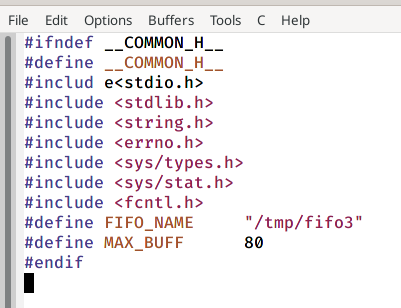 File Edit Options Buffers Tools C Help
#ifndef __COMMON_H__
#define __COMMON_H__
#includ e<stdio.h>
#include <stdlib.h>
#include <string.h>
#include <errno.h>
#include <sys/types.h>
#include <sys/stat.h>
#include <fcntl.h>
#define FIFO_NAME     "/tmp/fifo3"
#define MAX_BUFF      80
#endif